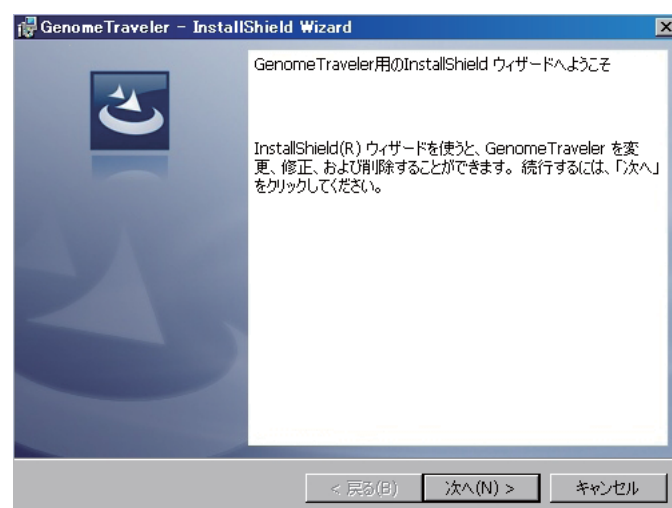 GenomeTraveler - InstallShield Wizard
GenomeTraveler用のInstallShield ウィザードへようこそ
InstallShield(R) ウィザードを使うと、GenomeTraveler を変
更、修正、および削除することができます。続行するには、「次へ」
をクリックしてください。
< 戻る(B)
次へ(N) >
キャンセル